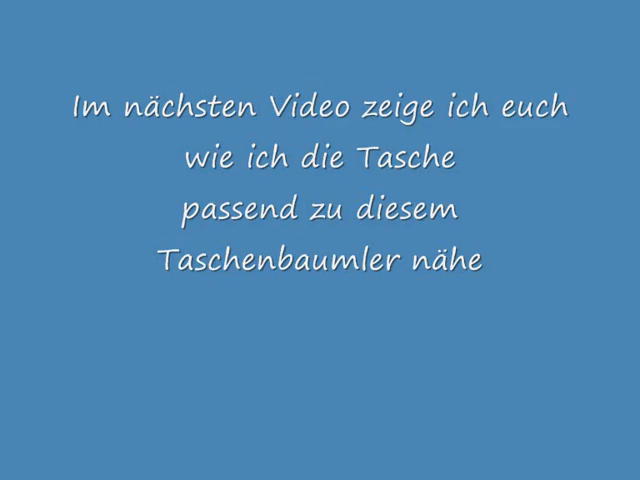 Im nächsten Video zeige ich euch
wie ich die Tasche
passend zu diesem
Taschenbaumler nähe